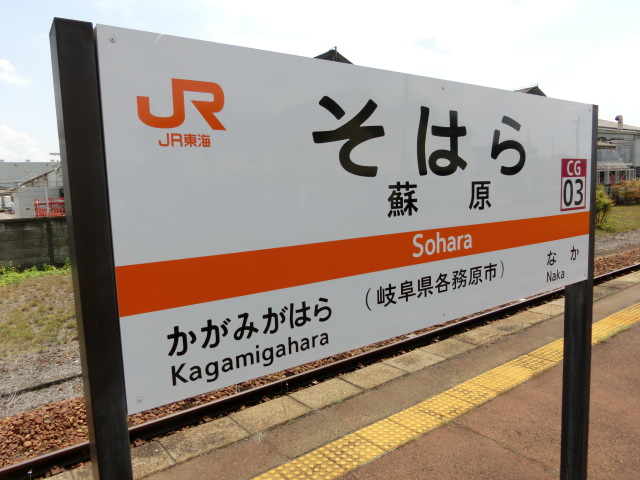 JR
JR東海
そはら
蘇原
CG
03
Sohara
(岐阜県各務原市)
かがみがはら
Kagamigahara
なか
Naka